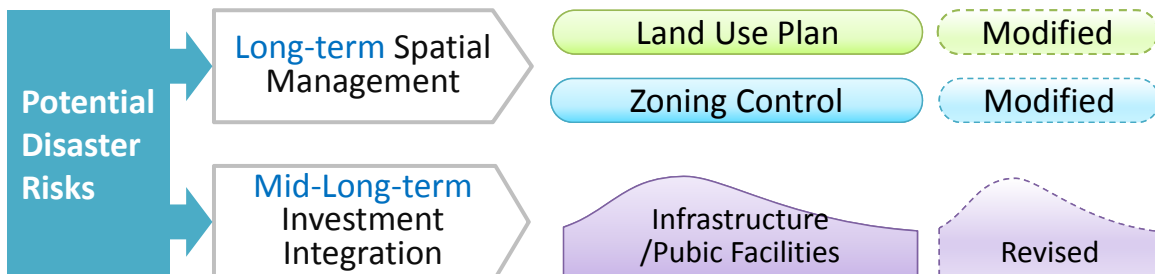 Potential
Disaster
Risks
Long-term Spatial
Management
Land Use Plan
Modified
Zoning Control
Modified
Mid-Long-term
Investment
Integration
Infrastructure
/Pubic Facilities
Revised